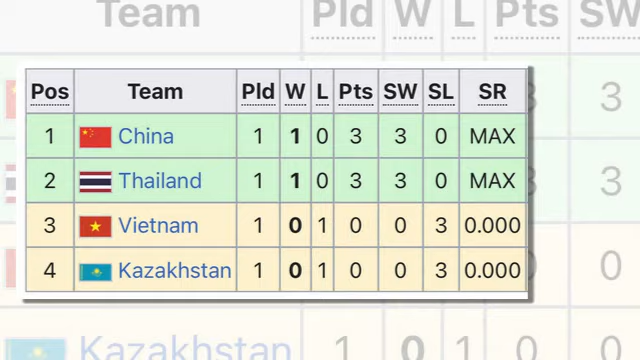 Team Pld W L Pts SW
Pos Team Pld W L Pts SW SL SR
1 China 1 1 0 3 3 0 MAX
2 Thailand 1 1 0 3 3 0 MAX
3 Vietnam 1 0 1 0 0 3 0.000
4 Kazakhstan 1 0 1 0 0 3 0.000
3
3
0
Kazakhstan 1 0 1 0 0